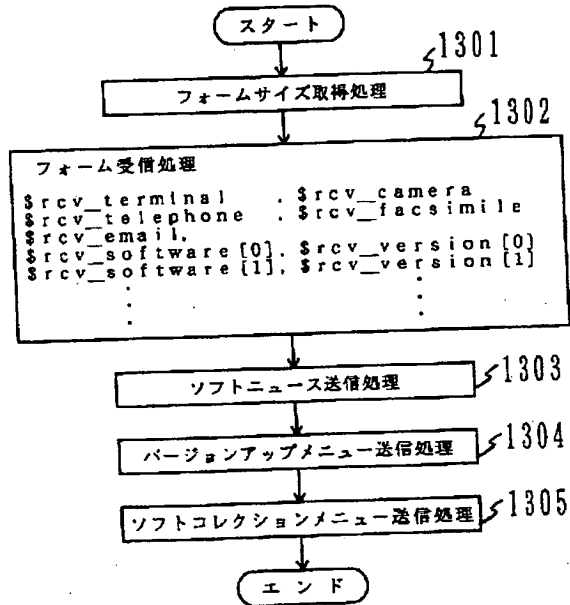 スタート
1301
フォームサイズ取得処理
1302
フォーム受信処理
$rcv_terminal , $rcv_camera
$rcv_telephone , $rcv_facsimile
$rcv_email,
$rcv_software[0], $rcv_version[0]
$rcv_software[1], $rcv_version[1]
ソフトニュース送信処理
1303
バージョンアップメニュー送信処理
1304
ソフトコレクションメニュー送信処理
1305
エンド